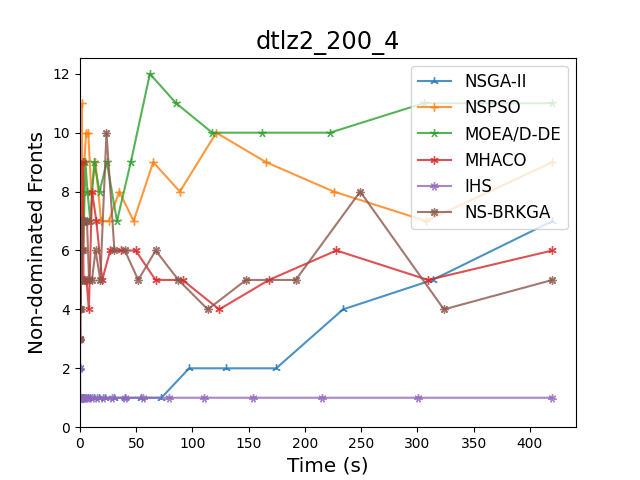 dtlz2_200_4
Non-dominated Fronts
12
10
8
6
4
2
0
0 50 100 150 200 250 300 350 400
Time (s)
NSGA-II
NSPSO
MOEA/D-DE
MHACO
IHS
NS-BRKGA